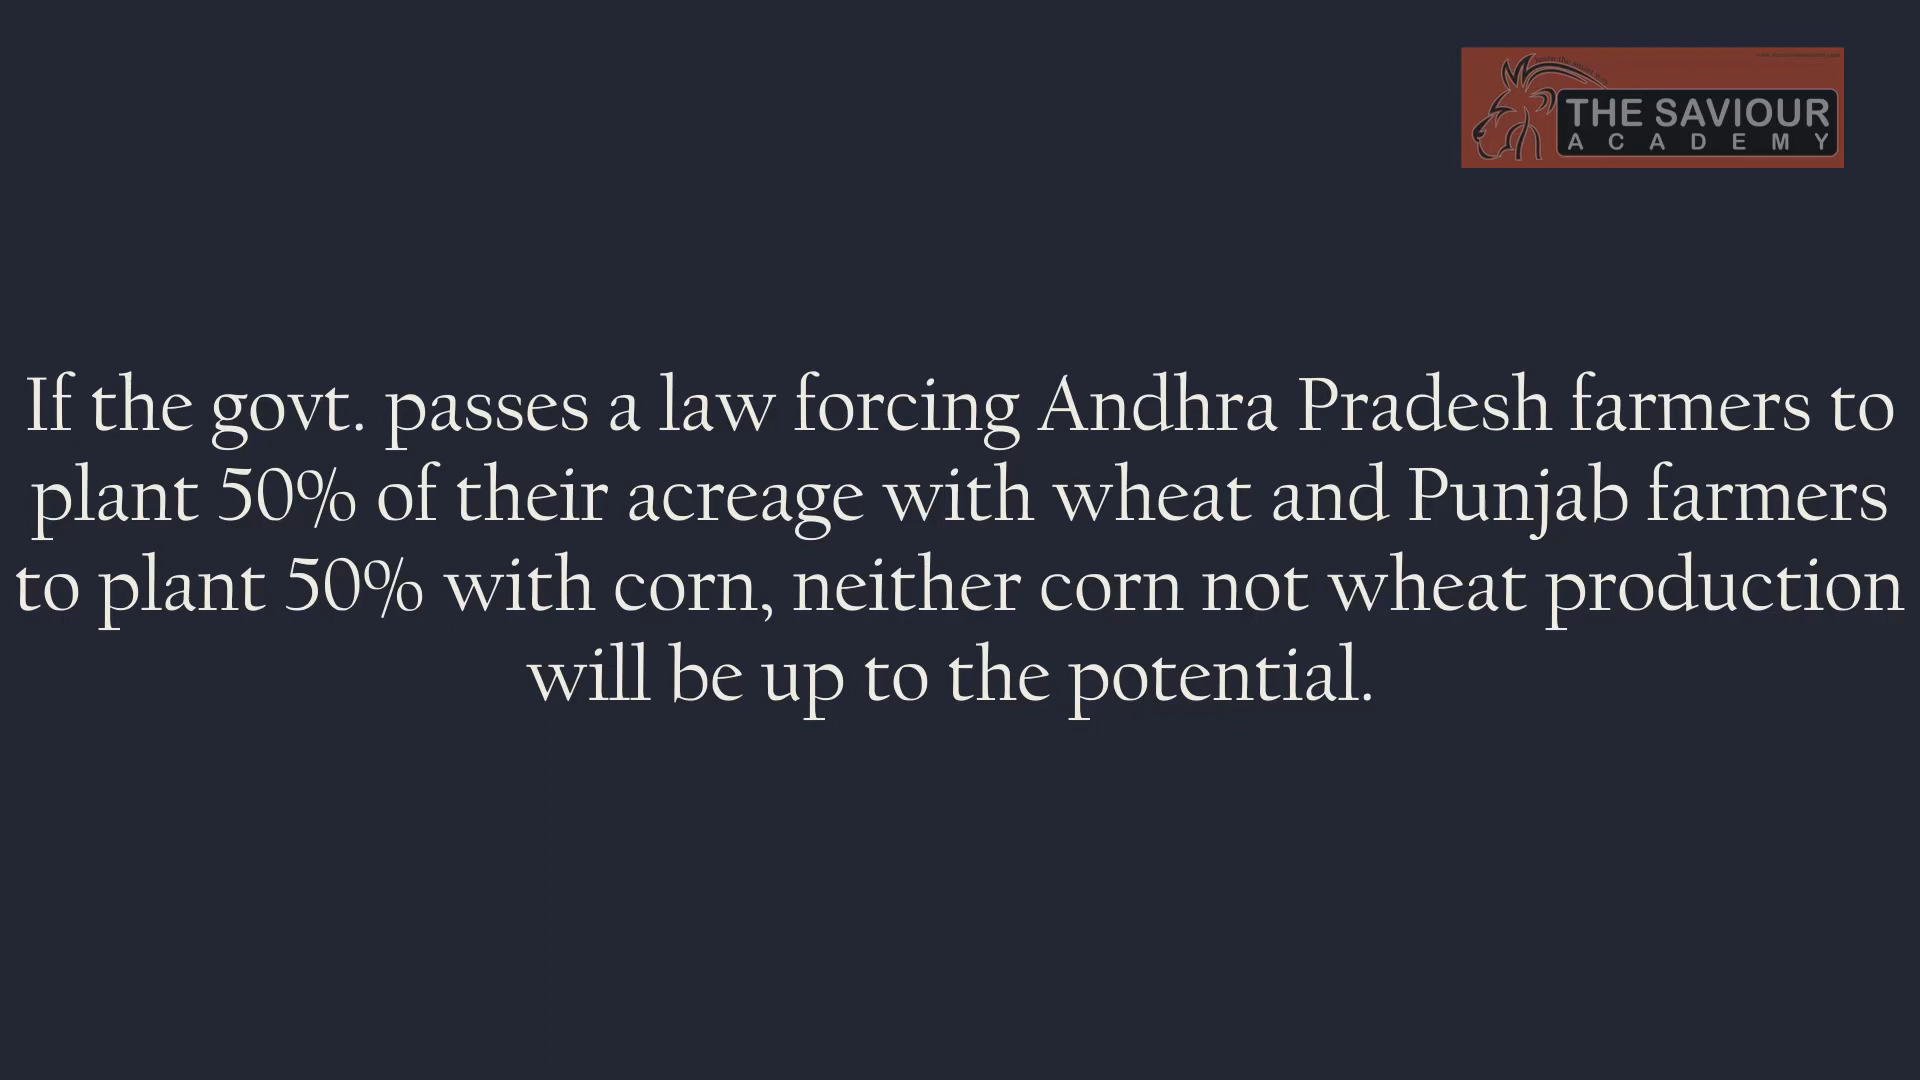 THE SAVIOUR
ACADEMY
If the govt. passes a law forcing Andhra Pradesh farmers to
plant 50% of their acreage with wheat and Punjab farmers
to plant 50% with corn, neither corn not wheat production
will be up to the potential.